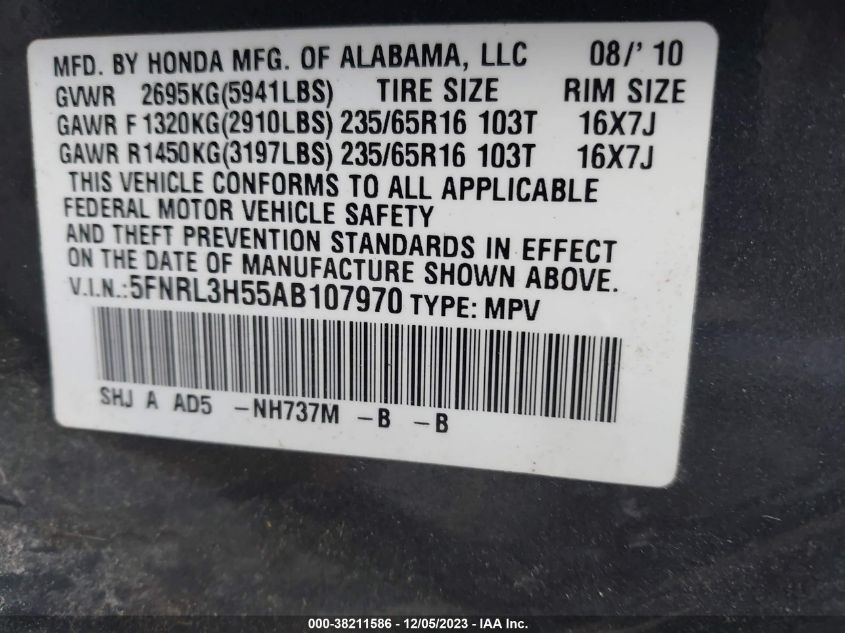 MFD. BY HONDA MFG. OF ALABAMA, LLC 08/'10
GVWR 2695KG(5941LBS) TIRE SIZE RIM SIZE
GAWR F1320KG(2910LBS) 235/65R16 103T 16X7J
GAWR R1450KG(3197LBS) 235/65R16 103T 16X7J
THIS VEHICLE CONFORMS TO ALL APPLICABLE
FEDERAL MOTOR VEHICLE SAFETY
AND THEFT PREVENTION STANDARDS IN EFFECT
ON THE DATE OF MANUFACTURE SHOWN ABOVE.
V.I.N.:5FNRL3H55AB107970 TYPE: MPV
SHJ A AD5 -NH737M -B -B
000-38211586 - 12/05/2023 - IAA Inc.